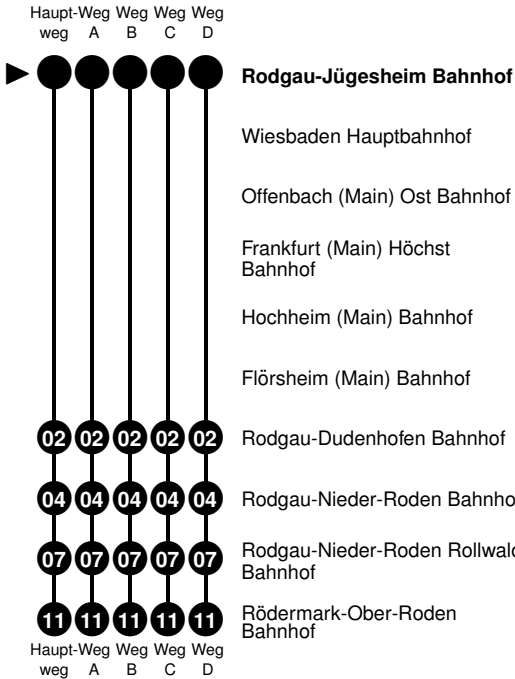 Haupt-Weg Weg Weg Weg
weg A B C D
Rodgau-Jügesheim Bahnhof
Wiesbaden Hauptbahnhof
Offenbach (Main) Ost Bahnhof
Frankfurt (Main) Höchst
Bahnhof
Hochheim (Main) Bahnhof
Flörsheim (Main) Bahnhof
02 02 02 02 02 Rodgau-Dudenhofen Bahnhof
04 04 04 04 04 Rodgau-Nieder-Roden Bahnho
07 07 07 07 07 Rodgau-Nieder-Roden Rollwald
Bahnhof
11 11 11 11 11 Rödermark-Ober-Roden
Bahnhof
Haupt-Weg Weg Weg Weg
weg A B C D